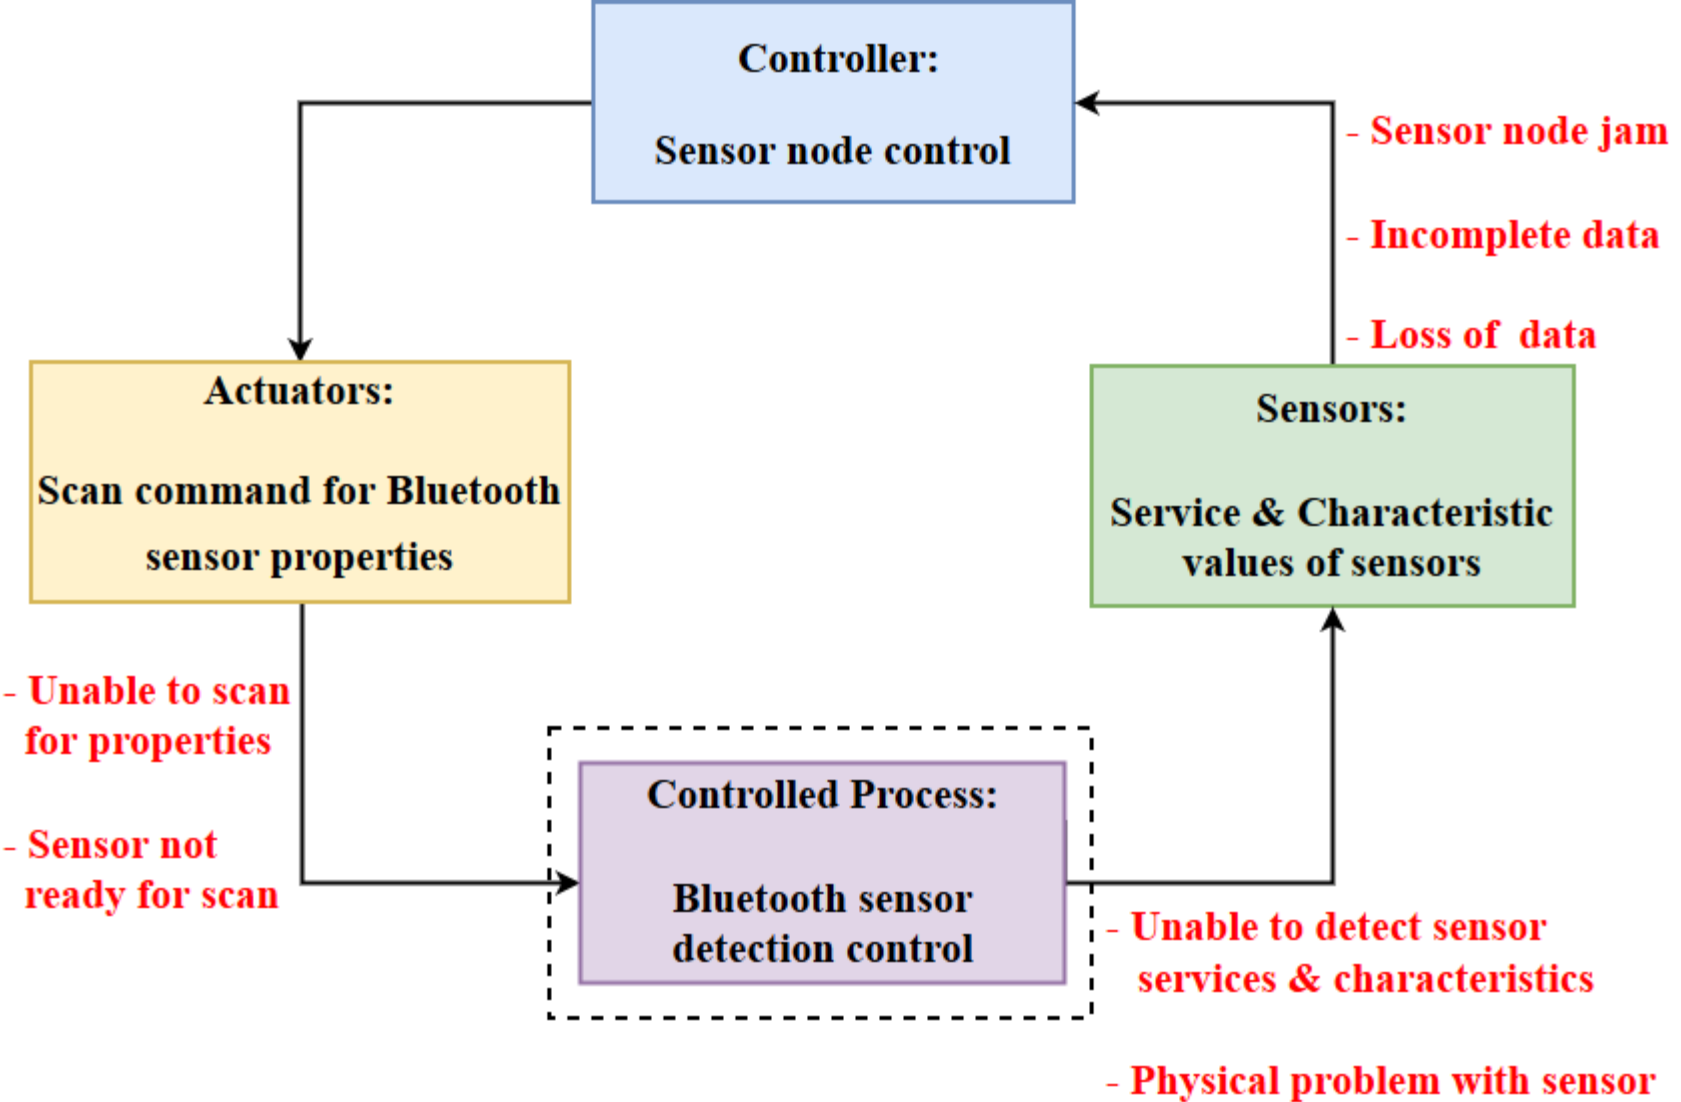 Controller:
Sensor node control
- Sensor node jam
- Incomplete data
- Loss of data
Actuators:
Scan command for Bluetooth
sensor properties
Sensors:
Service & Characteristic
values of sensors
- Unable to scan
for properties
- Sensor not
ready for scan
Controlled Process:
Bluetooth sensor
detection control
- Unable to detect sensor
services & characteristics
- Physical problem with sensor